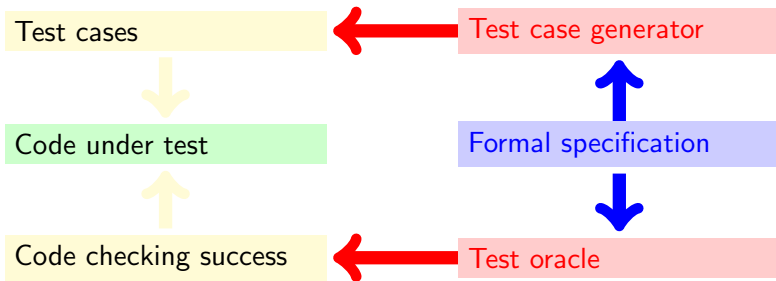 Test cases
Test case generator
Code under test
Formal specification
Code checking success
Test oracle